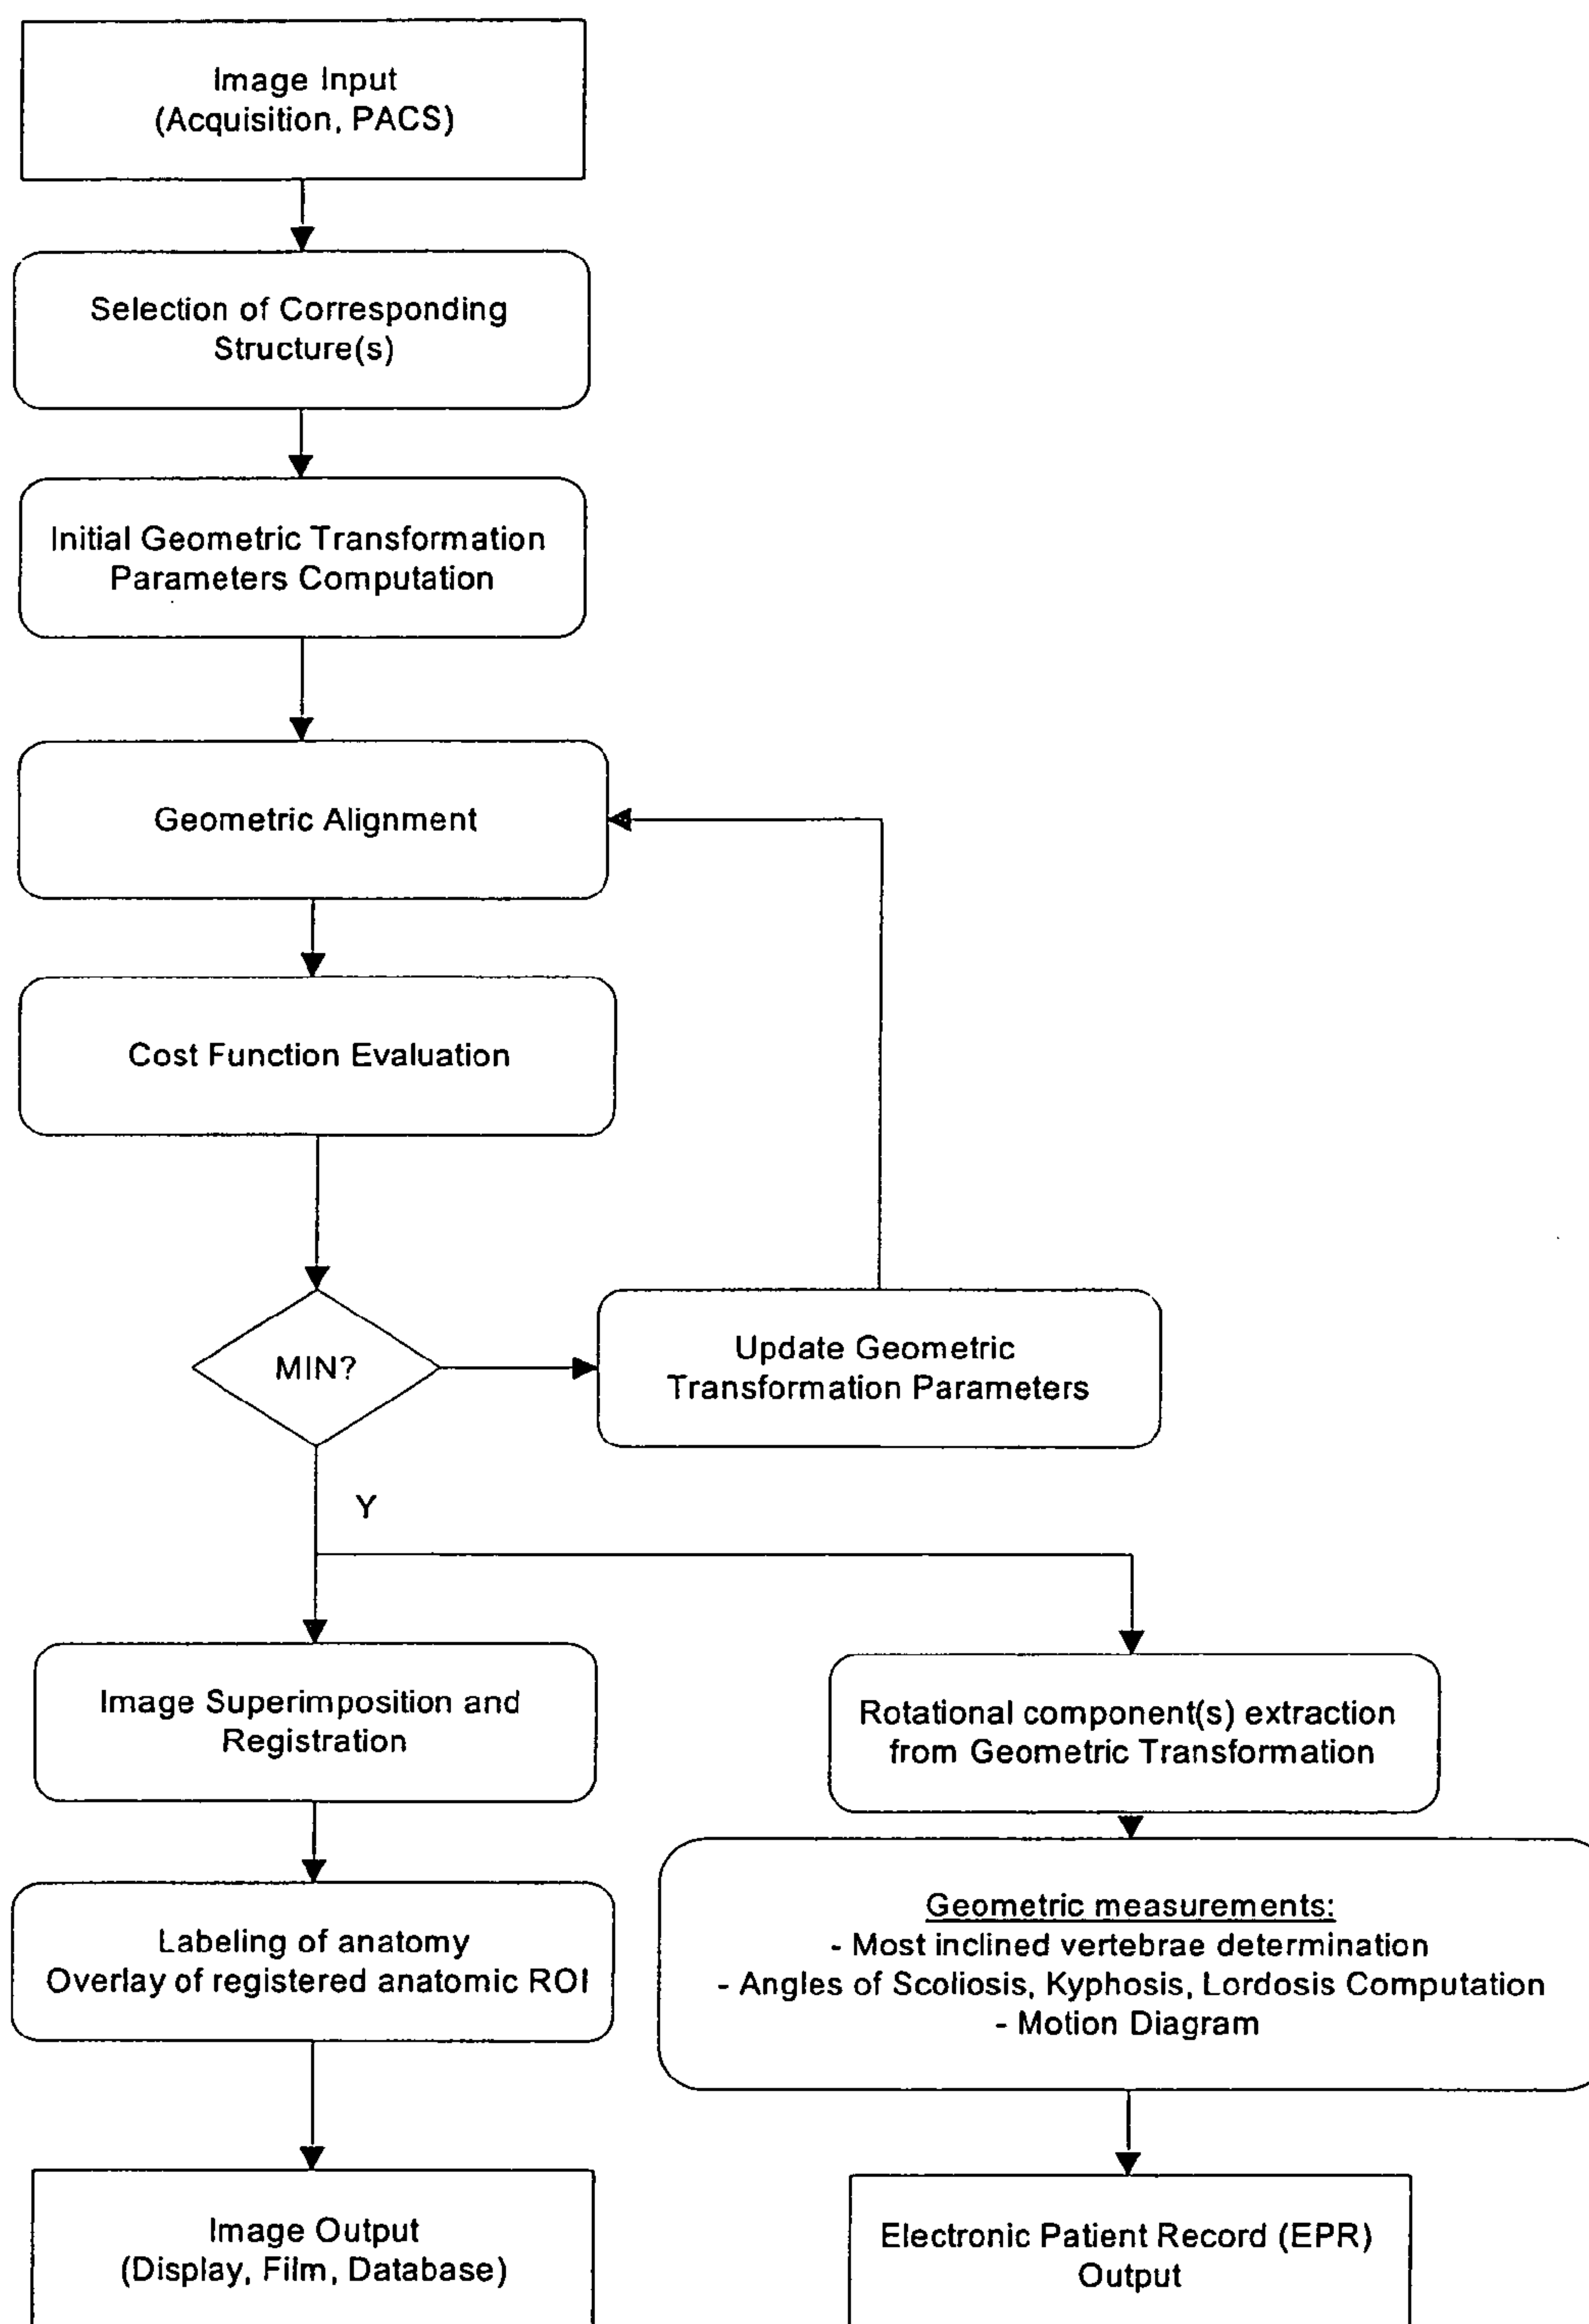 Image Input
(Acquisition, PACS)
Selection of Corresponding
Structure(s)
Initial Geometric Transformation
Parameters Computation
Geometric Alignment
Cost Function Evaluation
MIN?
Update Geometric
Transformation Parameters
Y
Image Superimposition and
Registration
Rotational component(s) extraction
from Geometric Transformation
Labeling of anatomy
Overlay of registered anatomic ROI
Geometric measurements:
- Most inclined vertebrae determination
- Angles of Scoliosis, Kyphosis, Lordosis Computation
- Motion Diagram
Image Output
(Display, Film, Database)
Electronic Patient Record (EPR)
Output